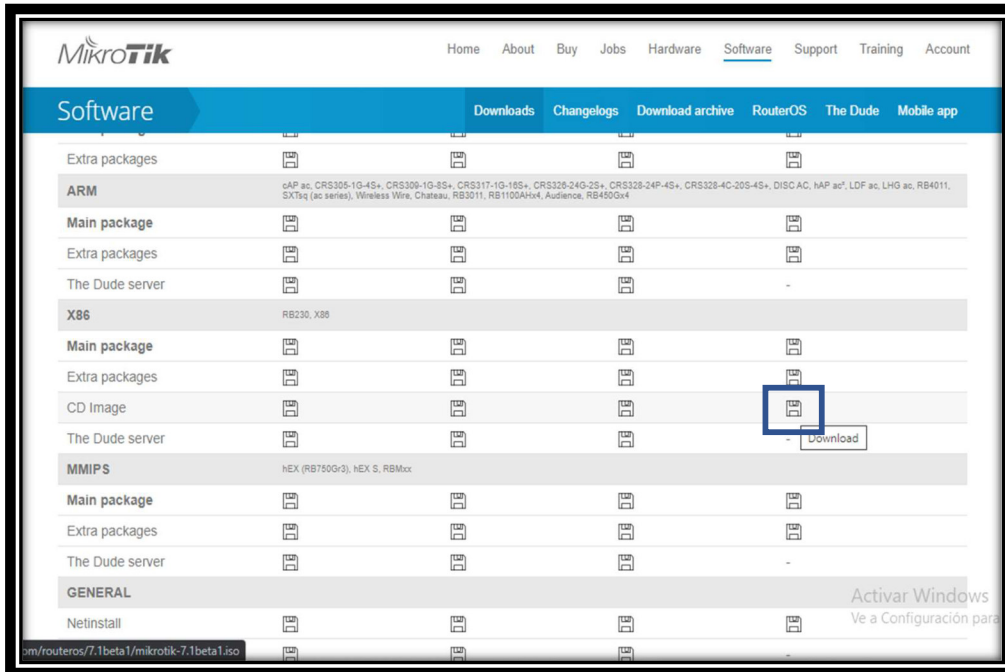 MikroTik
Home About Buy Jobs Hardware Software Support Training Account
Software
Downloads Changelogs Download archive RouterOS The Dude Mobile app
Extra packages
ARM
cAP ac, CRS305-1G-4S+, CRS309-1G-8S+, CRS317-1G-16S+, CRS326-24G-2S+, CRS328-24P-4S+, CRS328-4C-20S-4S+, DISC AC, hAP ac², LDF ac, LHG ac, RB4011,
SXTsq (ac series), Wireless Wire, Chateau, RB3011, RB1100AHx4, Audience, RB450Gx4
Main package
Extra packages
The Dude server -
X86 RB230, X86
Main package
Extra packages
CD Image
The Dude server - Download
MMIPS hEX (RB750Gr3), hEX S, RBMxx
Main package
Extra packages
The Dude server -
GENERAL
Activar Windows
Netinstall
Ve a Configuración para
om/routeros/7.1beta1/mikrotik-7.1beta1.iso -